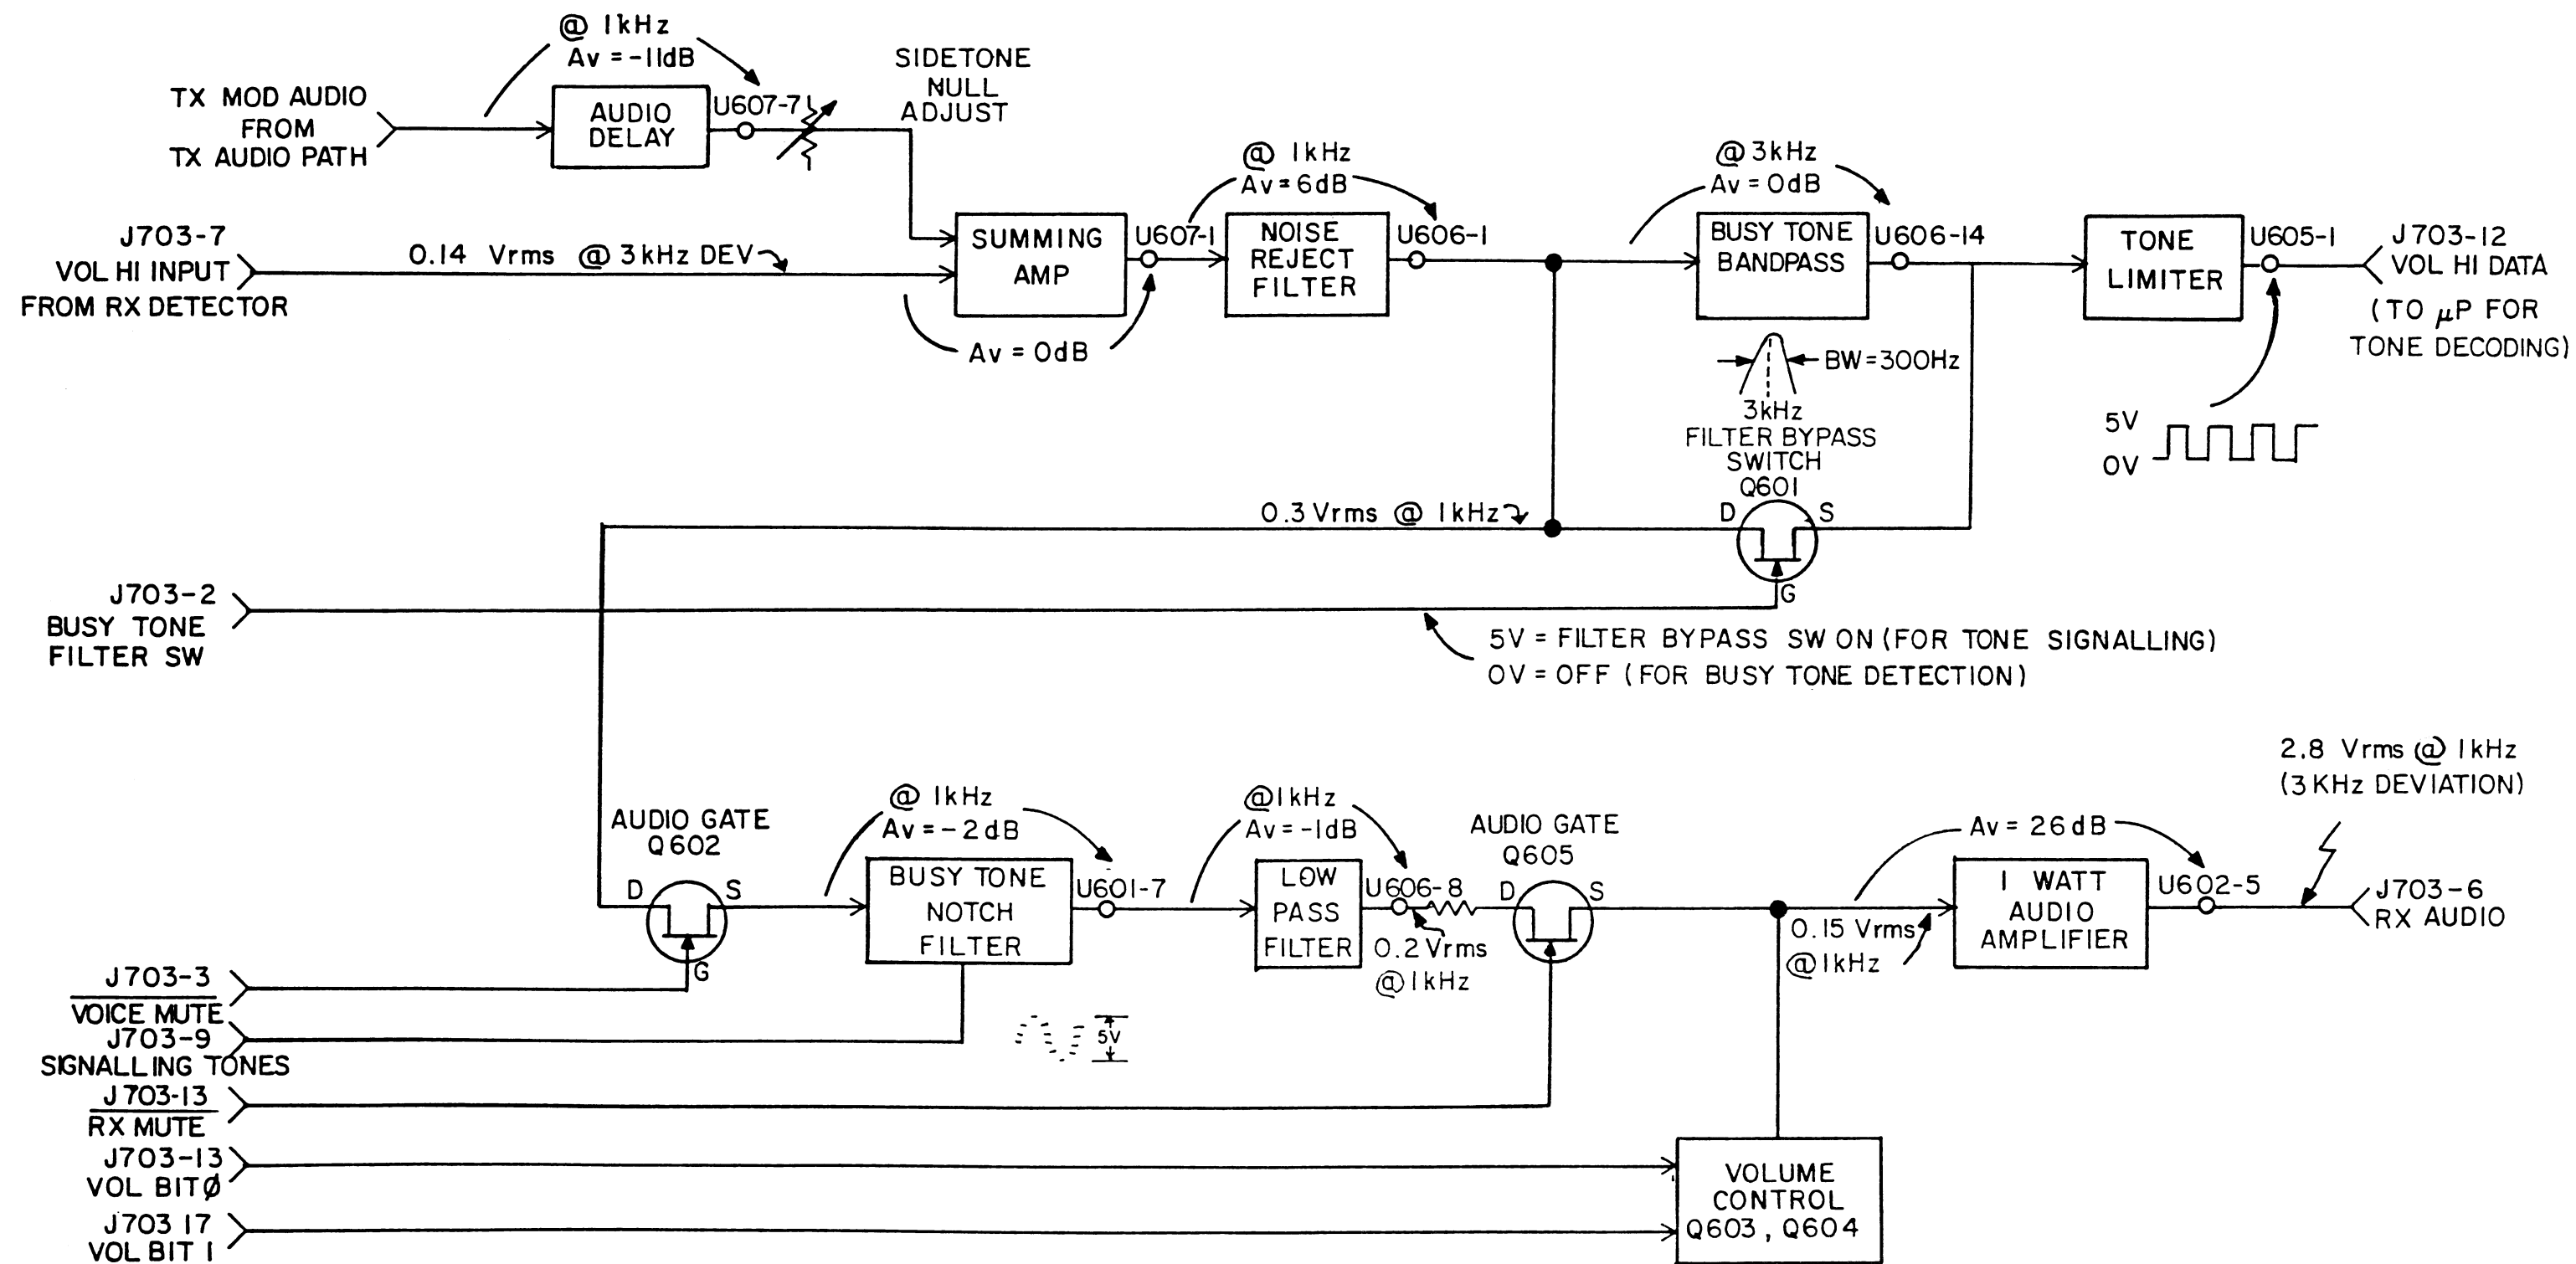 @ 1kHz
Av = -11dB
SIDETONE
NULL
ADJUST
TX MOD AUDIO
FROM
TX AUDIO PATH
AUDIO
DELAY
U607-7
@ 1kHz
Av = 6dB
@ 3kHz
Av = 0dB
J703-7
VOL HI INPUT
FROM RX DETECTOR
0.14 Vrms @ 3kHz DEV
SUMMING
AMP
U607-1
NOISE
REJECT
FILTER
U606-1
BUSY TONE
BANDPASS
U606-14
TONE
LIMITER
U605-1
J703-12
VOL HI DATA
(TO μP FOR
TONE DECODING)
Av = 0dB
BW=300Hz
3kHz
FILTER BYPASS
SWITCH
Q601
5V
0V
0.3 Vrms @ 1kHz
D
S
G
J703-2
BUSY TONE
FILTER SW
5V = FILTER BYPASS SW ON (FOR TONE SIGNALLING)
0V = OFF (FOR BUSY TONE DETECTION)
2.8 Vrms @ 1kHz
(3 KHz DEVIATION)
AUDIO GATE
Q602
@ 1kHz
Av = -2dB
@1kHz
Av = -1dB
AUDIO GATE
Q605
Av = 26dB
D
S
G
BUSY TONE
NOTCH
FILTER
U601-7
LOW
PASS
FILTER
U606-8
0.2 Vrms
@1kHz
D
S
0.15 Vrms
@1kHz
1 WATT
AUDIO
AMPLIFIER
U602-5
J703-6
RX AUDIO
J703-3
VOICE MUTE
J703-9
SIGNALLING TONES
5V
J703-13
RX MUTE
J703-13
VOL BIT Ø
J703 17
VOL BIT 1
VOLUME
CONTROL
Q603, Q604